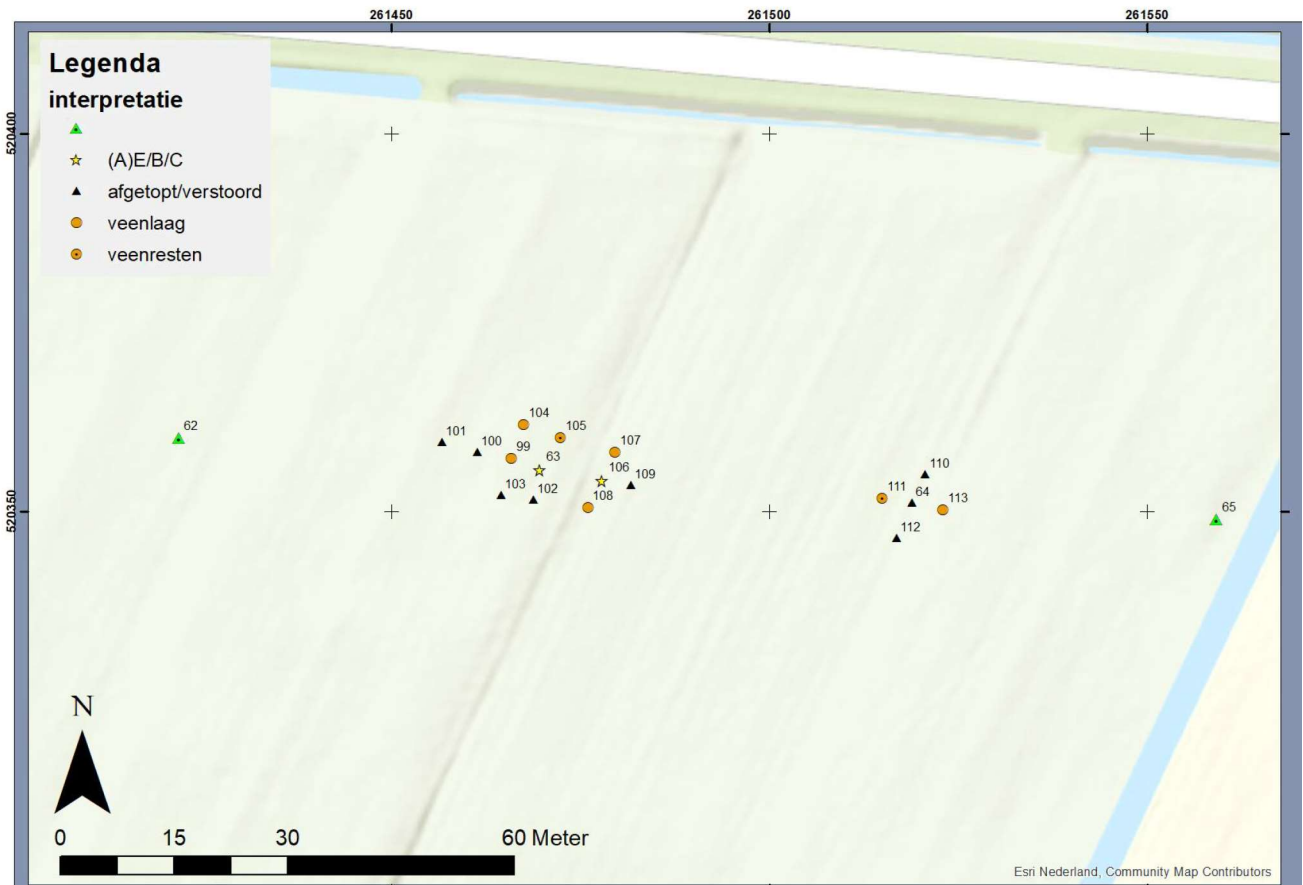 261450
261500
261550
Legenda
interpretatie
(A)E/B/C
afgetopt/verstoord
veenlaag
veenresten
520400
520350
62
101
100
104
99
105
63
103
102
107
106
109
108
110
111
64
113
112
65
N
0 15 30 60 Meter
Esri Nederland, Community Map Contributors